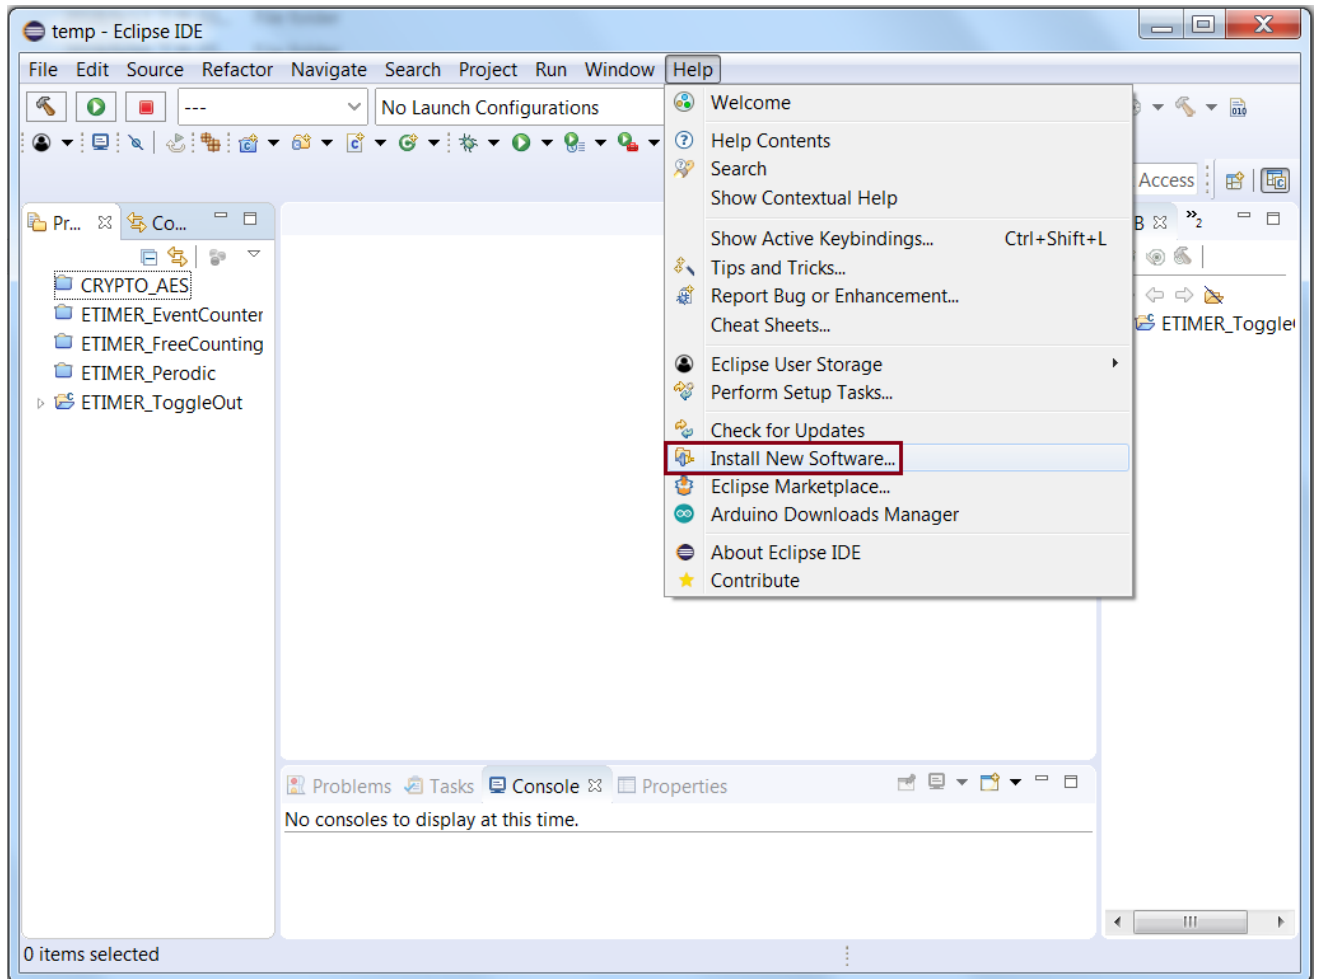 temp - Eclipse IDE
File Edit Source Refactor Navigate Search Project Run Window Help
--- No Launch Configurations
Welcome
Help Contents
Search
Show Contextual Help
Access
Show Active Keybindings... Ctrl+Shift+L
Tips and Tricks...
Report Bug or Enhancement...
Cheat Sheets...
Eclipse User Storage
Perform Setup Tasks...
Check for Updates
Install New Software...
Eclipse Marketplace...
Arduino Downloads Manager
About Eclipse IDE
Contribute
Pr... Co...
CRYPTO_AES
ETIMER_EventCounter
ETIMER_FreeCounting
ETIMER_Perodic
ETIMER_ToggleOut
B »2
ETIMER_Toggle
Problems Tasks Console Properties
No consoles to display at this time.
0 items selected